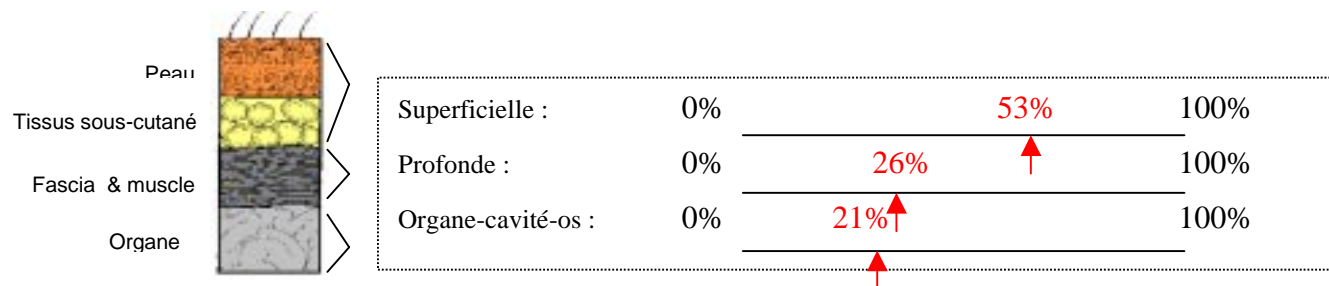 Peau
Tissus sous-cutané
Fascia & muscle
Organe
Superficielle : 0% 53% 100%
Profonde : 0% 26% 100%
Organe-cavité-os : 0% 21% 100%